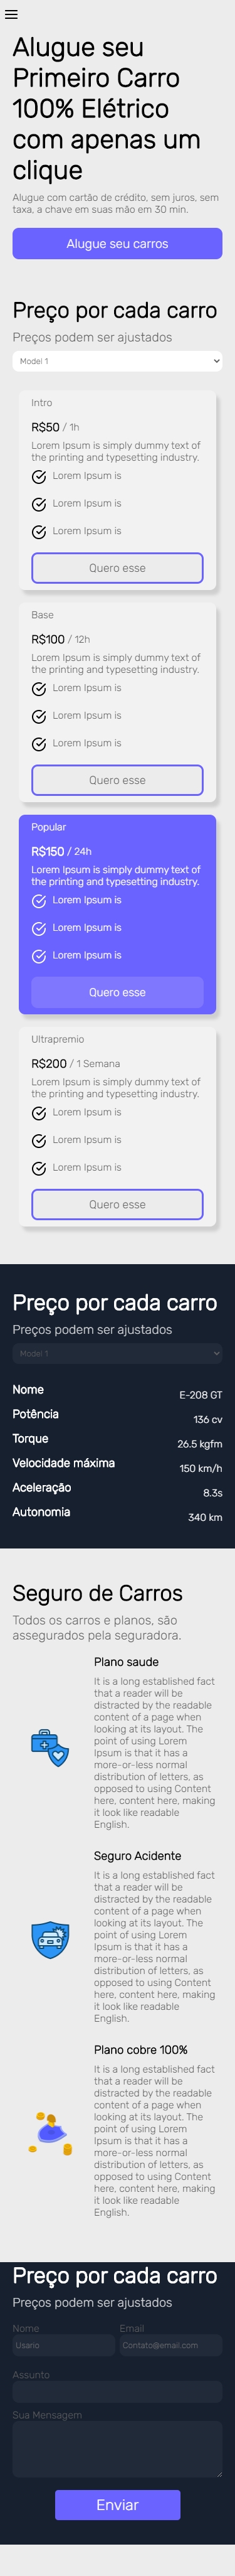 Alugue seu
Primeiro Carro
100% Elétrico
com apenas um
clique
Alugue com cartão de crédito, sem juros, sem
taxa, a chave em suas mão em 30 min.
Alugue seu carros
Preço por cada carro
Preços podem ser ajustados
Model 1
Intro
R$50 / 1h
Lorem Ipsum is simply dummy text of
the printing and typesetting industry.
Lorem Ipsum is
Lorem Ipsum is
Lorem Ipsum is
Quero esse
Base
R$100 / 12h
Lorem Ipsum is simply dummy text of
the printing and typesetting industry.
Lorem Ipsum is
Lorem Ipsum is
Lorem Ipsum is
Quero esse
Popular
R$150 / 24h
Lorem Ipsum is simply dummy text of
the printing and typesetting industry.
Lorem Ipsum is
Lorem Ipsum is
Lorem Ipsum is
Quero esse
Ultrapremio
R$200 / 1 Semana
Lorem Ipsum is simply dummy text of
the printing and typesetting industry.
Lorem Ipsum is
Lorem Ipsum is
Lorem Ipsum is
Quero esse
Preço por cada carro
Preços podem ser ajustados
Model 1
Nome
E-208 GT
Potência
136 cv
Torque
26.5 kgfm
Velocidade máxima
150 km/h
Aceleração
8.3s
Autonomia
340 km
Seguro de Carros
Todos os carros e planos, são
assegurados pela seguradora.
Plano saude
It is a long established fact
that a reader will be
distracted by the readable
content of a page when
looking at its layout. The
point of using Lorem
Ipsum is that it has a
more-or-less normal
distribution of letters, as
opposed to using Content
here, content here, making
it look like readable
English.
Seguro Acidente
It is a long established fact
that a reader will be
distracted by the readable
content of a page when
looking at its layout. The
point of using Lorem
Ipsum is that it has a
more-or-less normal
distribution of letters, as
opposed to using Content
here, content here, making
it look like readable
English.
Plano cobre 100%
It is a long established fact
that a reader will be
distracted by the readable
content of a page when
looking at its layout. The
point of using Lorem
Ipsum is that it has a
more-or-less normal
distribution of letters, as
opposed to using Content
here, content here, making
it look like readable
English.
Preço por cada carro
Preços podem ser ajustados
Nome
Email
Usario
Contato@email.com
Assunto
Sua Mensagem
Enviar